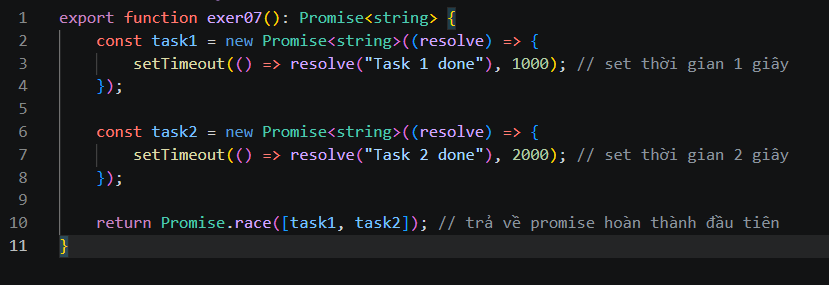 1 export function exer07(): Promise<string> {
2 const task1 = new Promise<string>((resolve) => {
3 setTimeout(() => resolve("Task 1 done"), 1000); // set thời gian 1 giây
4 });
5
6 const task2 = new Promise<string>((resolve) => {
7 setTimeout(() => resolve("Task 2 done"), 2000); // set thời gian 2 giây
8 });
9
10 return Promise.race([task1, task2]); // trả về promise hoàn thành đầu tiên
11 }